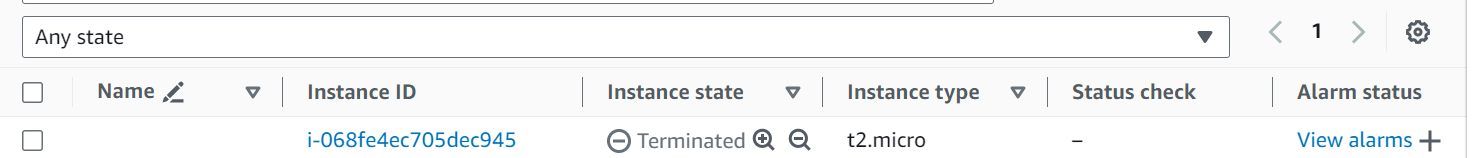 Any state
1
Name Instance ID Instance state Instance type Status check Alarm status
i-068fe4ec705dec945 Terminated t2.micro – View alarms